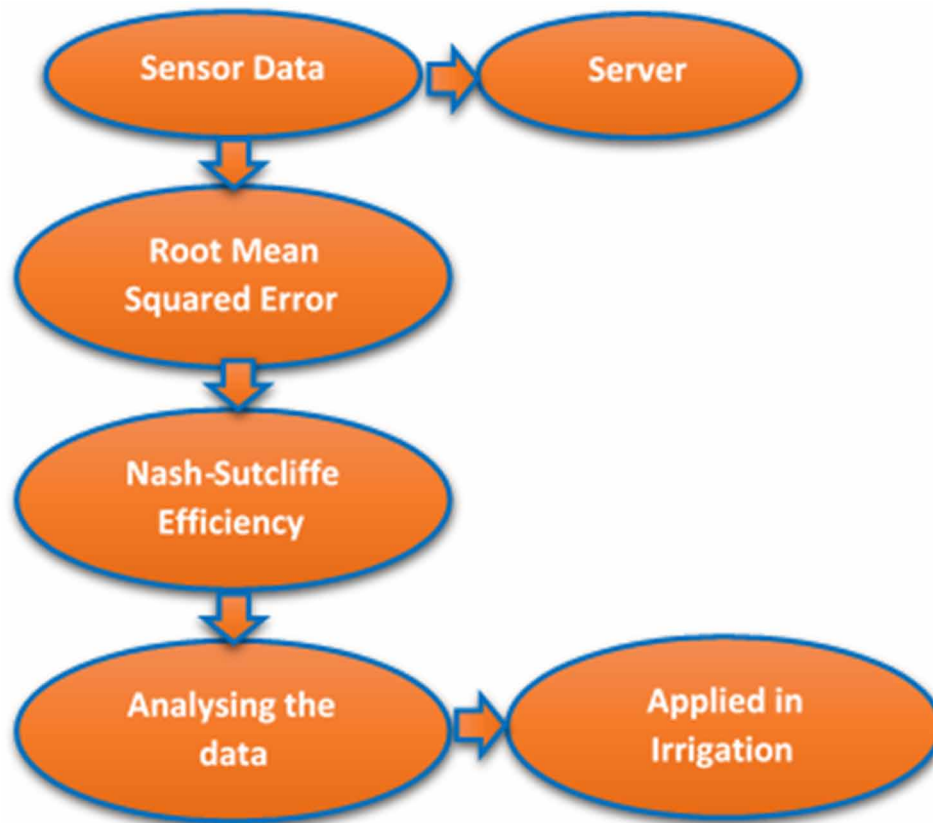 Sensor Data
Server
Root Mean
Squared Error
Nash-Sutcliffe
Efficiency
Analysing the
data
Applied in
Irrigation